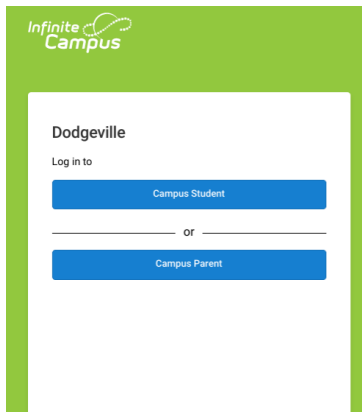 Infinite
Campus
Dodgeville
Log in to
Campus Student
or
Campus Parent